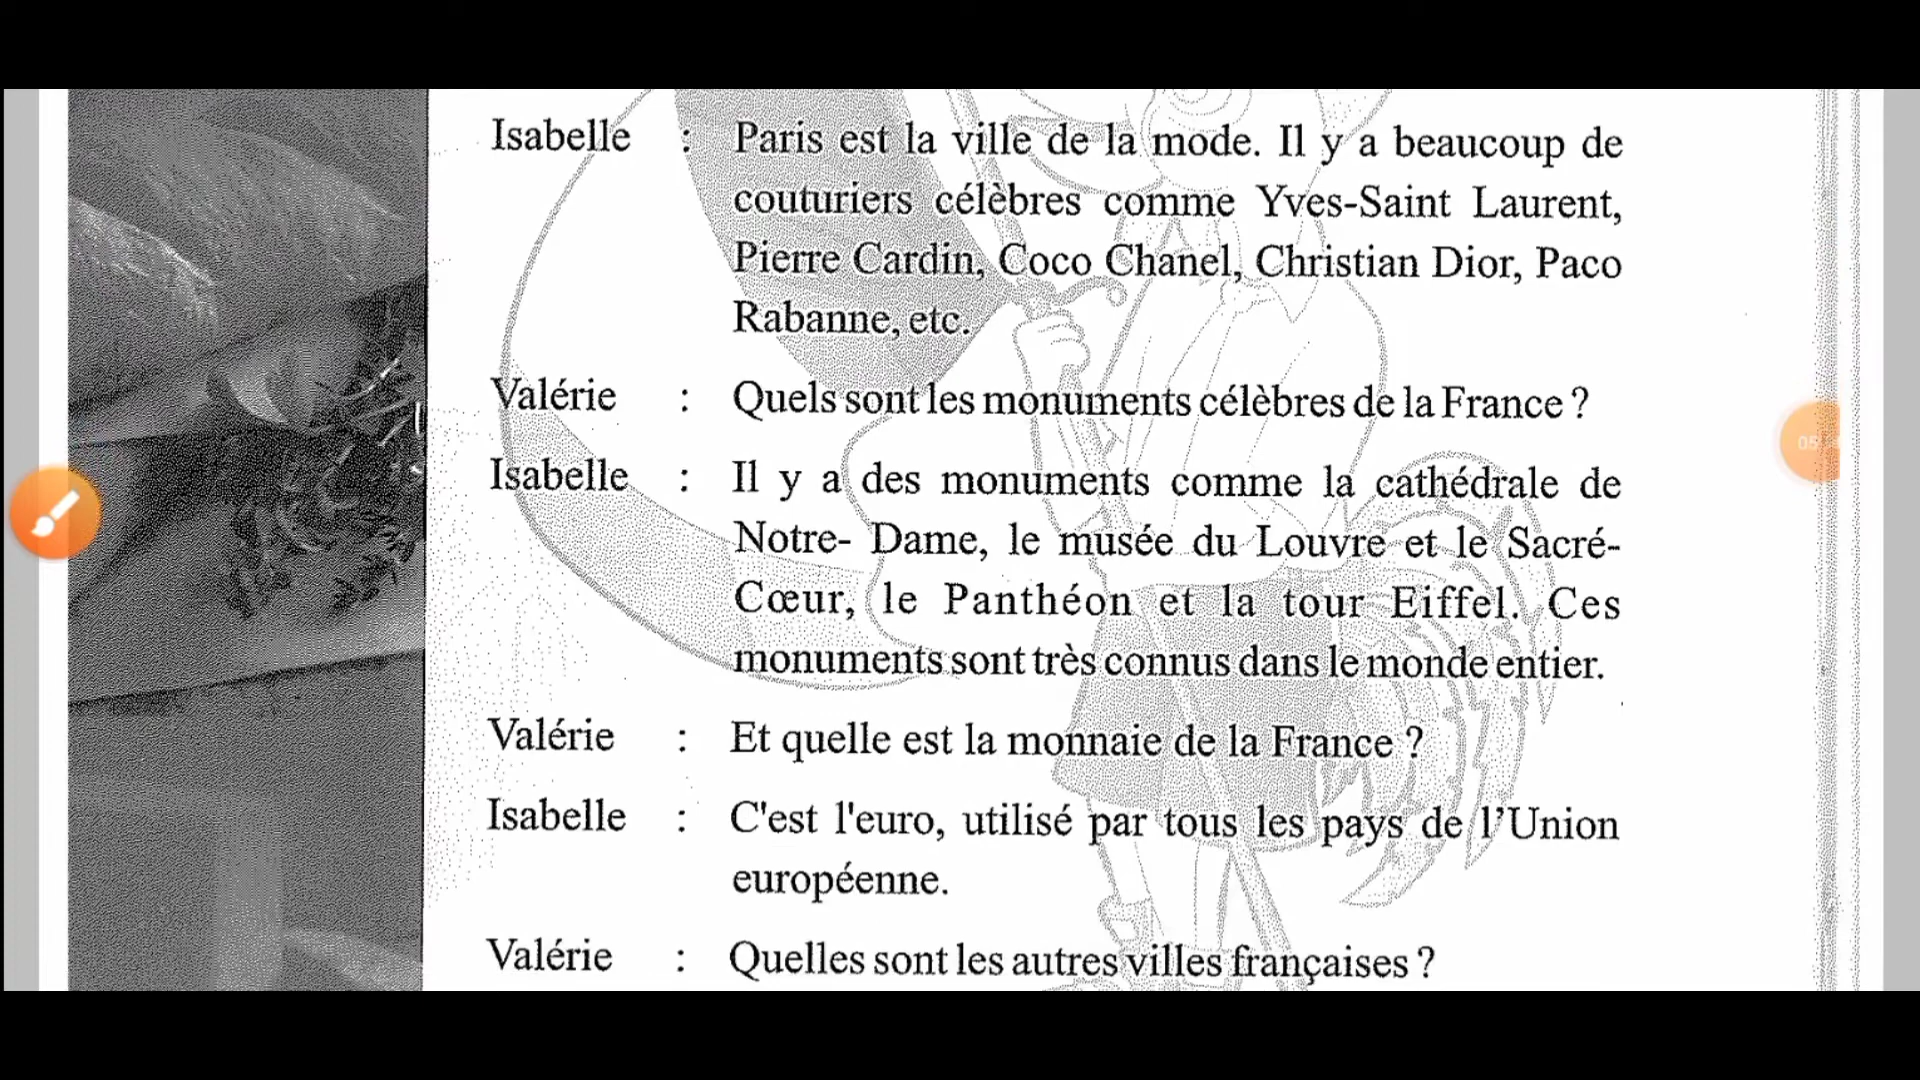 Isabelle : Paris est la ville de la mode. Il y a beaucoup de
couturiers célèbres comme Yves-Saint Laurent,
Pierre Cardin, Coco Chanel, Christian Dior, Paco
Rabanne, etc.
Valérie : Quels sont les monuments célèbres de la France ?
Isabelle : Il y a des monuments comme la cathédrale de
Notre- Dame, le musée du Louvre et le Sacré-
Cœur, le Panthéon et la tour Eiffel. Ces
monuments sont très connus dans le monde entier.
Valérie : Et quelle est la monnaie de la France ?
Isabelle : C'est l'euro, utilisé par tous les pays de l’Union
européenne.
Valérie : Quelles sont les autres villes françaises ?